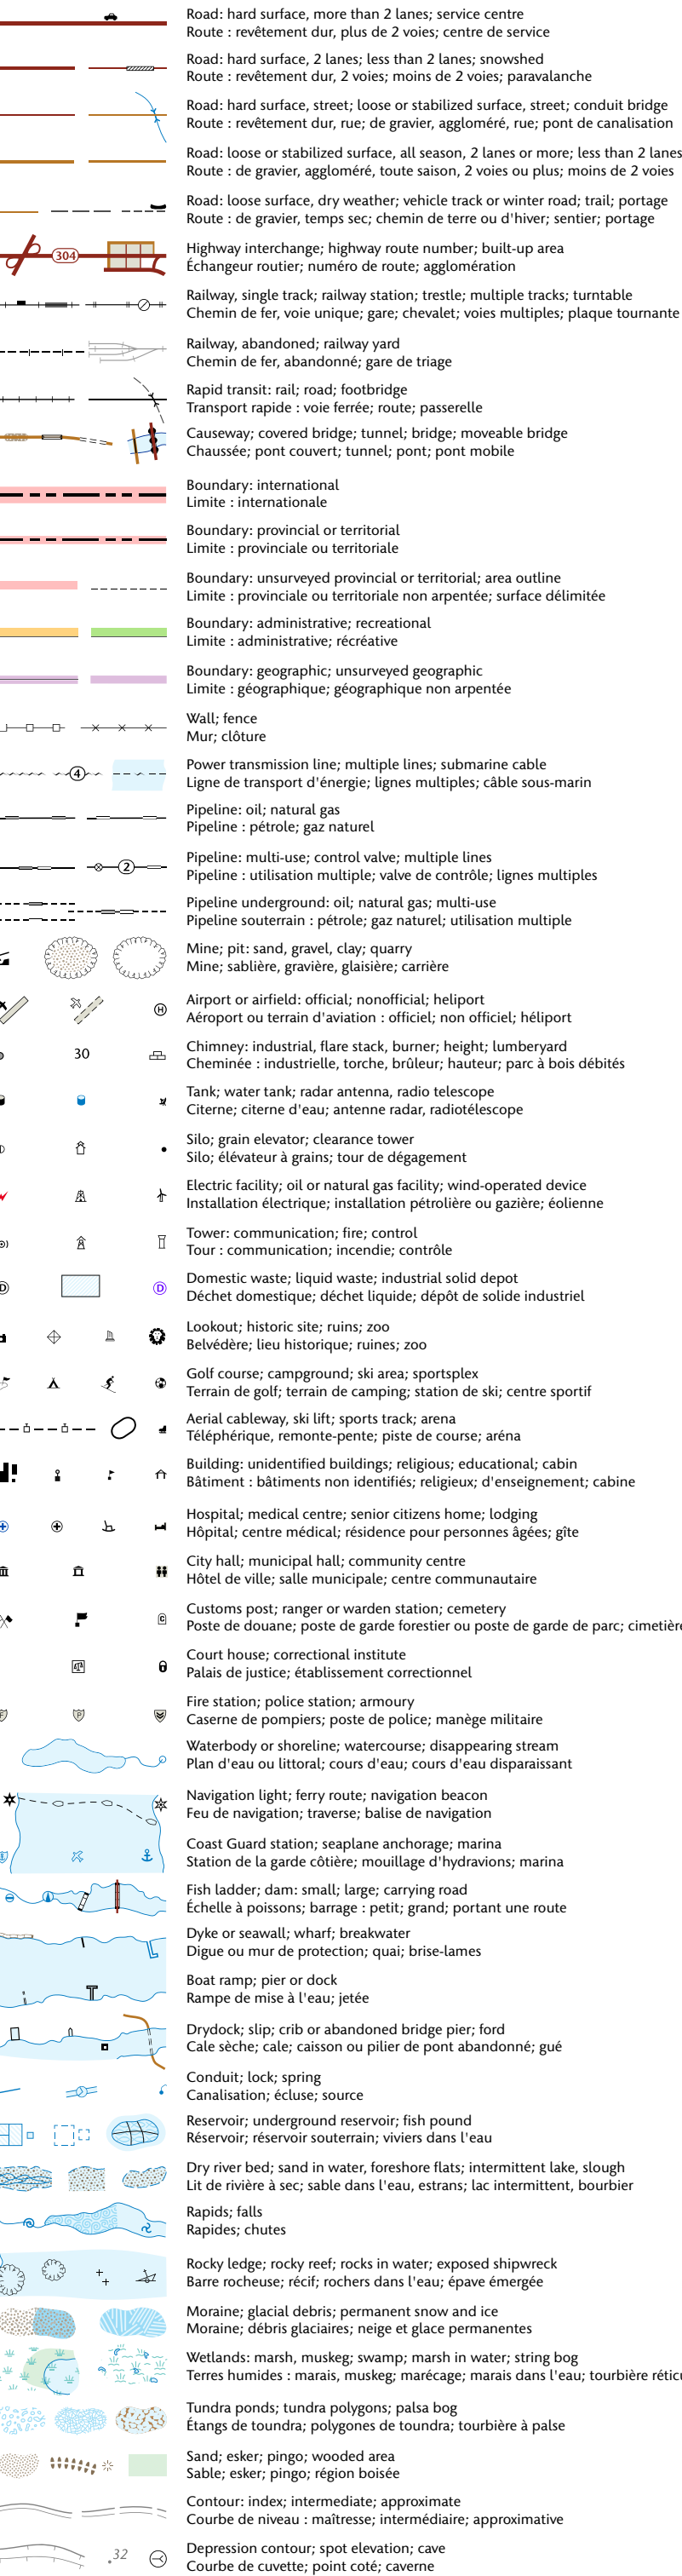 Road: hard surface, more than 2 lanes; service centre
Route : revêtement dur, plus de 2 voies; centre de service
Road: hard surface, 2 lanes; less than 2 lanes; snowshed
Route : revêtement dur, 2 voies; moins de 2 voies; paravalanche
Road: hard surface, street; loose or stabilized surface, street; conduit bridge
Route : revêtement dur, rue; de gravier, aggloméré, rue; pont de canalisation
Road: loose or stabilized surface, all season, 2 lanes or more; less than 2 lanes
Route : de gravier, aggloméré, toute saison, 2 voies ou plus; moins de 2 voies
Road: loose surface, dry weather; vehicle track or winter road; trail; portage
Route : de gravier, temps sec; chemin de terre ou d'hiver; sentier; portage
304
Highway interchange; highway route number; built-up area
Échangeur routier; numéro de route; agglomération
Railway, single track; railway station; trestle; multiple tracks; turntable
Chemin de fer, voie unique; gare; chevalet; voies multiples; plaque tournante
Railway, abandoned; railway yard
Chemin de fer, abandonné; gare de triage
Rapid transit: rail; road; footbridge
Transport rapide : voie ferrée; route; passerelle
Causeway; covered bridge; tunnel; bridge; moveable bridge
Chaussée; pont couvert; tunnel; pont; pont mobile
Boundary: international
Limite : internationale
Boundary: provincial or territorial
Limite : provinciale ou territoriale
Boundary: unsurveyed provincial or territorial; area outline
Limite : provinciale ou territoriale non arpentée; surface délimitée
Boundary: administrative; recreational
Limite : administrative; récréative
Boundary: geographic; unsurveyed geographic
Limite : géographique; géographique non arpentée
Wall; fence
Mur; clôture
4
Power transmission line; multiple lines; submarine cable
Ligne de transport d'énergie; lignes multiples; câble sous-marin
Pipeline: oil; natural gas
Pipeline : pétrole; gaz naturel
2
Pipeline: multi-use; control valve; multiple lines
Pipeline : utilisation multiple; valve de contrôle; lignes multiples
Pipeline underground: oil; natural gas; multi-use
Pipeline souterrain : pétrole; gaz naturel; utilisation multiple
Mine; pit: sand, gravel, clay; quarry
Mine; sablière, gravière, glaisière; carrière
H
Airport or airfield: official; nonofficial; heliport
Aéroport ou terrain d'aviation : officiel; non officiel; héliport
30
Chimney: industrial, flare stack, burner; height; lumberyard
Cheminée : industrielle, torche, brûleur; hauteur; parc à bois débités
Tank; water tank; radar antenna, radio telescope
Citerne; citerne d'eau; antenne radar, radiotélescope
Silo; grain elevator; clearance tower
Silo; élévateur à grains; tour de dégagement
Electric facility; oil or natural gas facility; wind-operated device
Installation électrique; installation pétrolière ou gazière; éolienne
Tower: communication; fire; control
Tour : communication; incendie; contrôle
D D
Domestic waste; liquid waste; industrial solid depot
Déchet domestique; déchet liquide; dépôt de solide industriel
Lookout; historic site; ruins; zoo
Belvédère; lieu historique; ruines; zoo
Golf course; campground; ski area; sportsplex
Terrain de golf; terrain de camping; station de ski; centre sportif
Aerial cableway, ski lift; sports track; arena
Téléphérique, remonte-pente; piste de course; aréna
Building: unidentified buildings; religious; educational; cabin
Bâtiment : bâtiments non identifiés; religieux; d'enseignement; cabine
Hospital; medical centre; senior citizens home; lodging
Hôpital; centre médical; résidence pour personnes âgées; gîte
City hall; municipal hall; community centre
Hôtel de ville; salle municipale; centre communautaire
C
Customs post; ranger or warden station; cemetery
Poste de douane; poste de garde forestier ou poste de garde de parc; cimetière
Court house; correctional institute
Palais de justice; établissement correctionnel
F P
Fire station; police station; armoury
Caserne de pompiers; poste de police; manège militaire
Waterbody or shoreline; watercourse; disappearing stream
Plan d'eau ou littoral; cours d'eau; cours d'eau disparaissant
Navigation light; ferry route; navigation beacon
Feu de navigation; traverse; balise de navigation
Coast Guard station; seaplane anchorage; marina
Station de la garde côtière; mouillage d'hydravions; marina
Fish ladder; dam: small; large; carrying road
Échelle à poissons; barrage : petit; grand; portant une route
Dyke or seawall; wharf; breakwater
Digue ou mur de protection; quai; brise-lames
Boat ramp; pier or dock
Rampe de mise à l'eau; jetée
Drydock; slip; crib or abandoned bridge pier; ford
Cale sèche; cale; caisson ou pilier de pont abandonné; gué
Conduit; lock; spring
Canalisation; écluse; source
Reservoir; underground reservoir; fish pound
Réservoir; réservoir souterrain; viviers dans l'eau
Dry river bed; sand in water, foreshore flats; intermittent lake, slough
Lit de rivière à sec; sable dans l'eau, estrans; lac intermittent, bourbier
Rapids; falls
Rapides; chutes
Rocky ledge; rocky reef; rocks in water; exposed shipwreck
Barre rocheuse; récif; rochers dans l'eau; épave émergée
Moraine; glacial debris; permanent snow and ice
Moraine; débris glaciaires; neige et glace permanentes
Wetlands: marsh, muskeg; swamp; marsh in water; string bog
Terres humides : marais, muskeg; marécage; marais dans l'eau; tourbière
Tundra ponds; tundra polygons; palsa bog
Étangs de toundra; polygones de toundra; tourbière à palse
Sand; esker; pingo; wooded area
Sable; esker; pingo; région boisée
Contour: index; intermediate; approximate
Courbe de niveau : maîtresse; intermédiaire; approximative
.32
Depression contour; spot elevation; cave
Courbe de cuvette; point coté; caverne